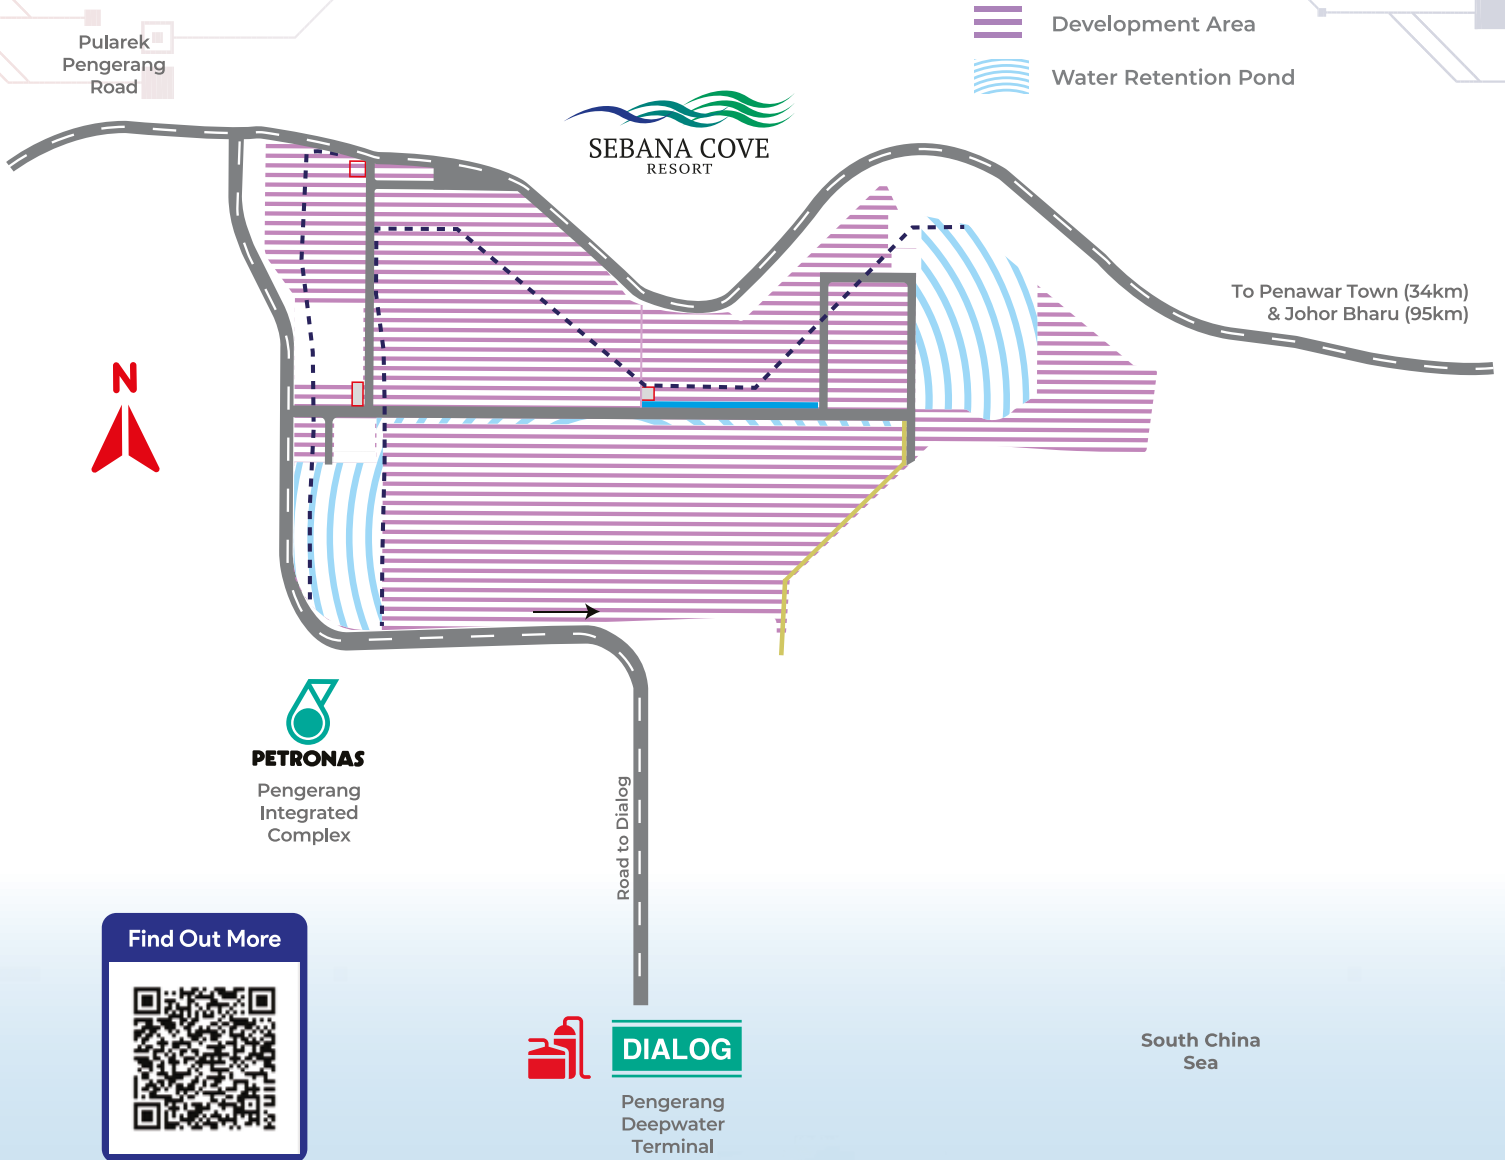 Development Area
Water Retention Pond
Pularek
Pengerang
Road
SEBANA COVE
RESORT
To Penawar Town (34km)
& Johor Bharu (95km)
N
PETRONAS
Pengerang
Integrated
Complex
Road to Dialog
Find Out More
DIALOG
Pengerang
Deepwater
Terminal
South China
Sea